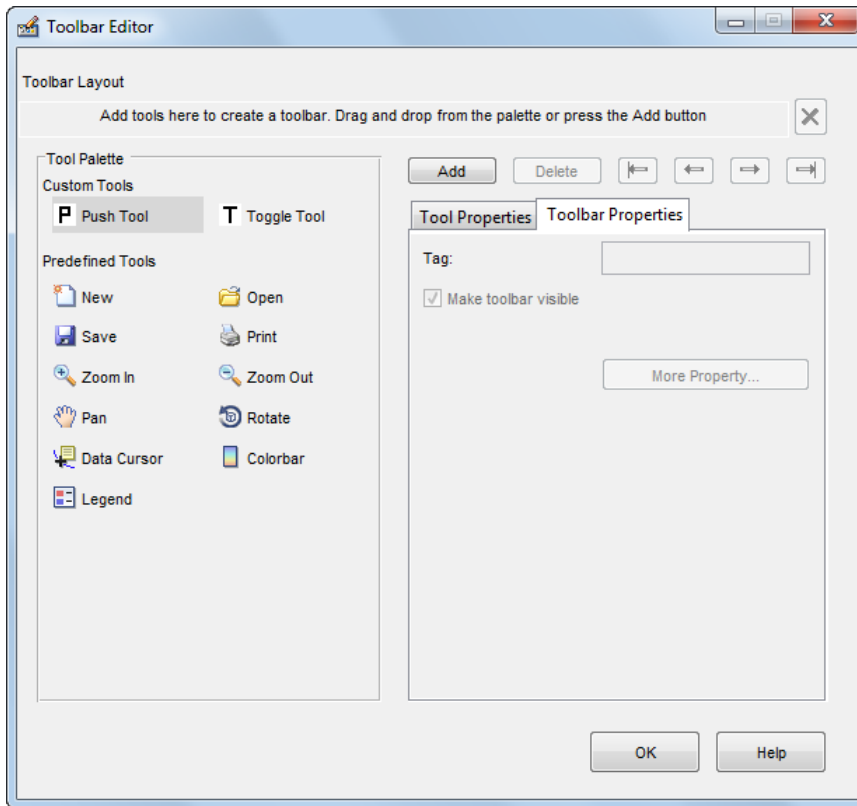 Toolbar Editor
Toolbar Layout
Add tools here to create a toolbar. Drag and drop from the palette or press the Add button
Tool Palette
Custom Tools
P Push Tool
T Toggle Tool
Predefined Tools
New
Open
Save
Print
Zoom In
Zoom Out
Pan
Rotate
Data Cursor
Colorbar
Legend
Add
Delete
Tool Properties
Toolbar Properties
Tag:
Make toolbar visible
More Property...
OK
Help